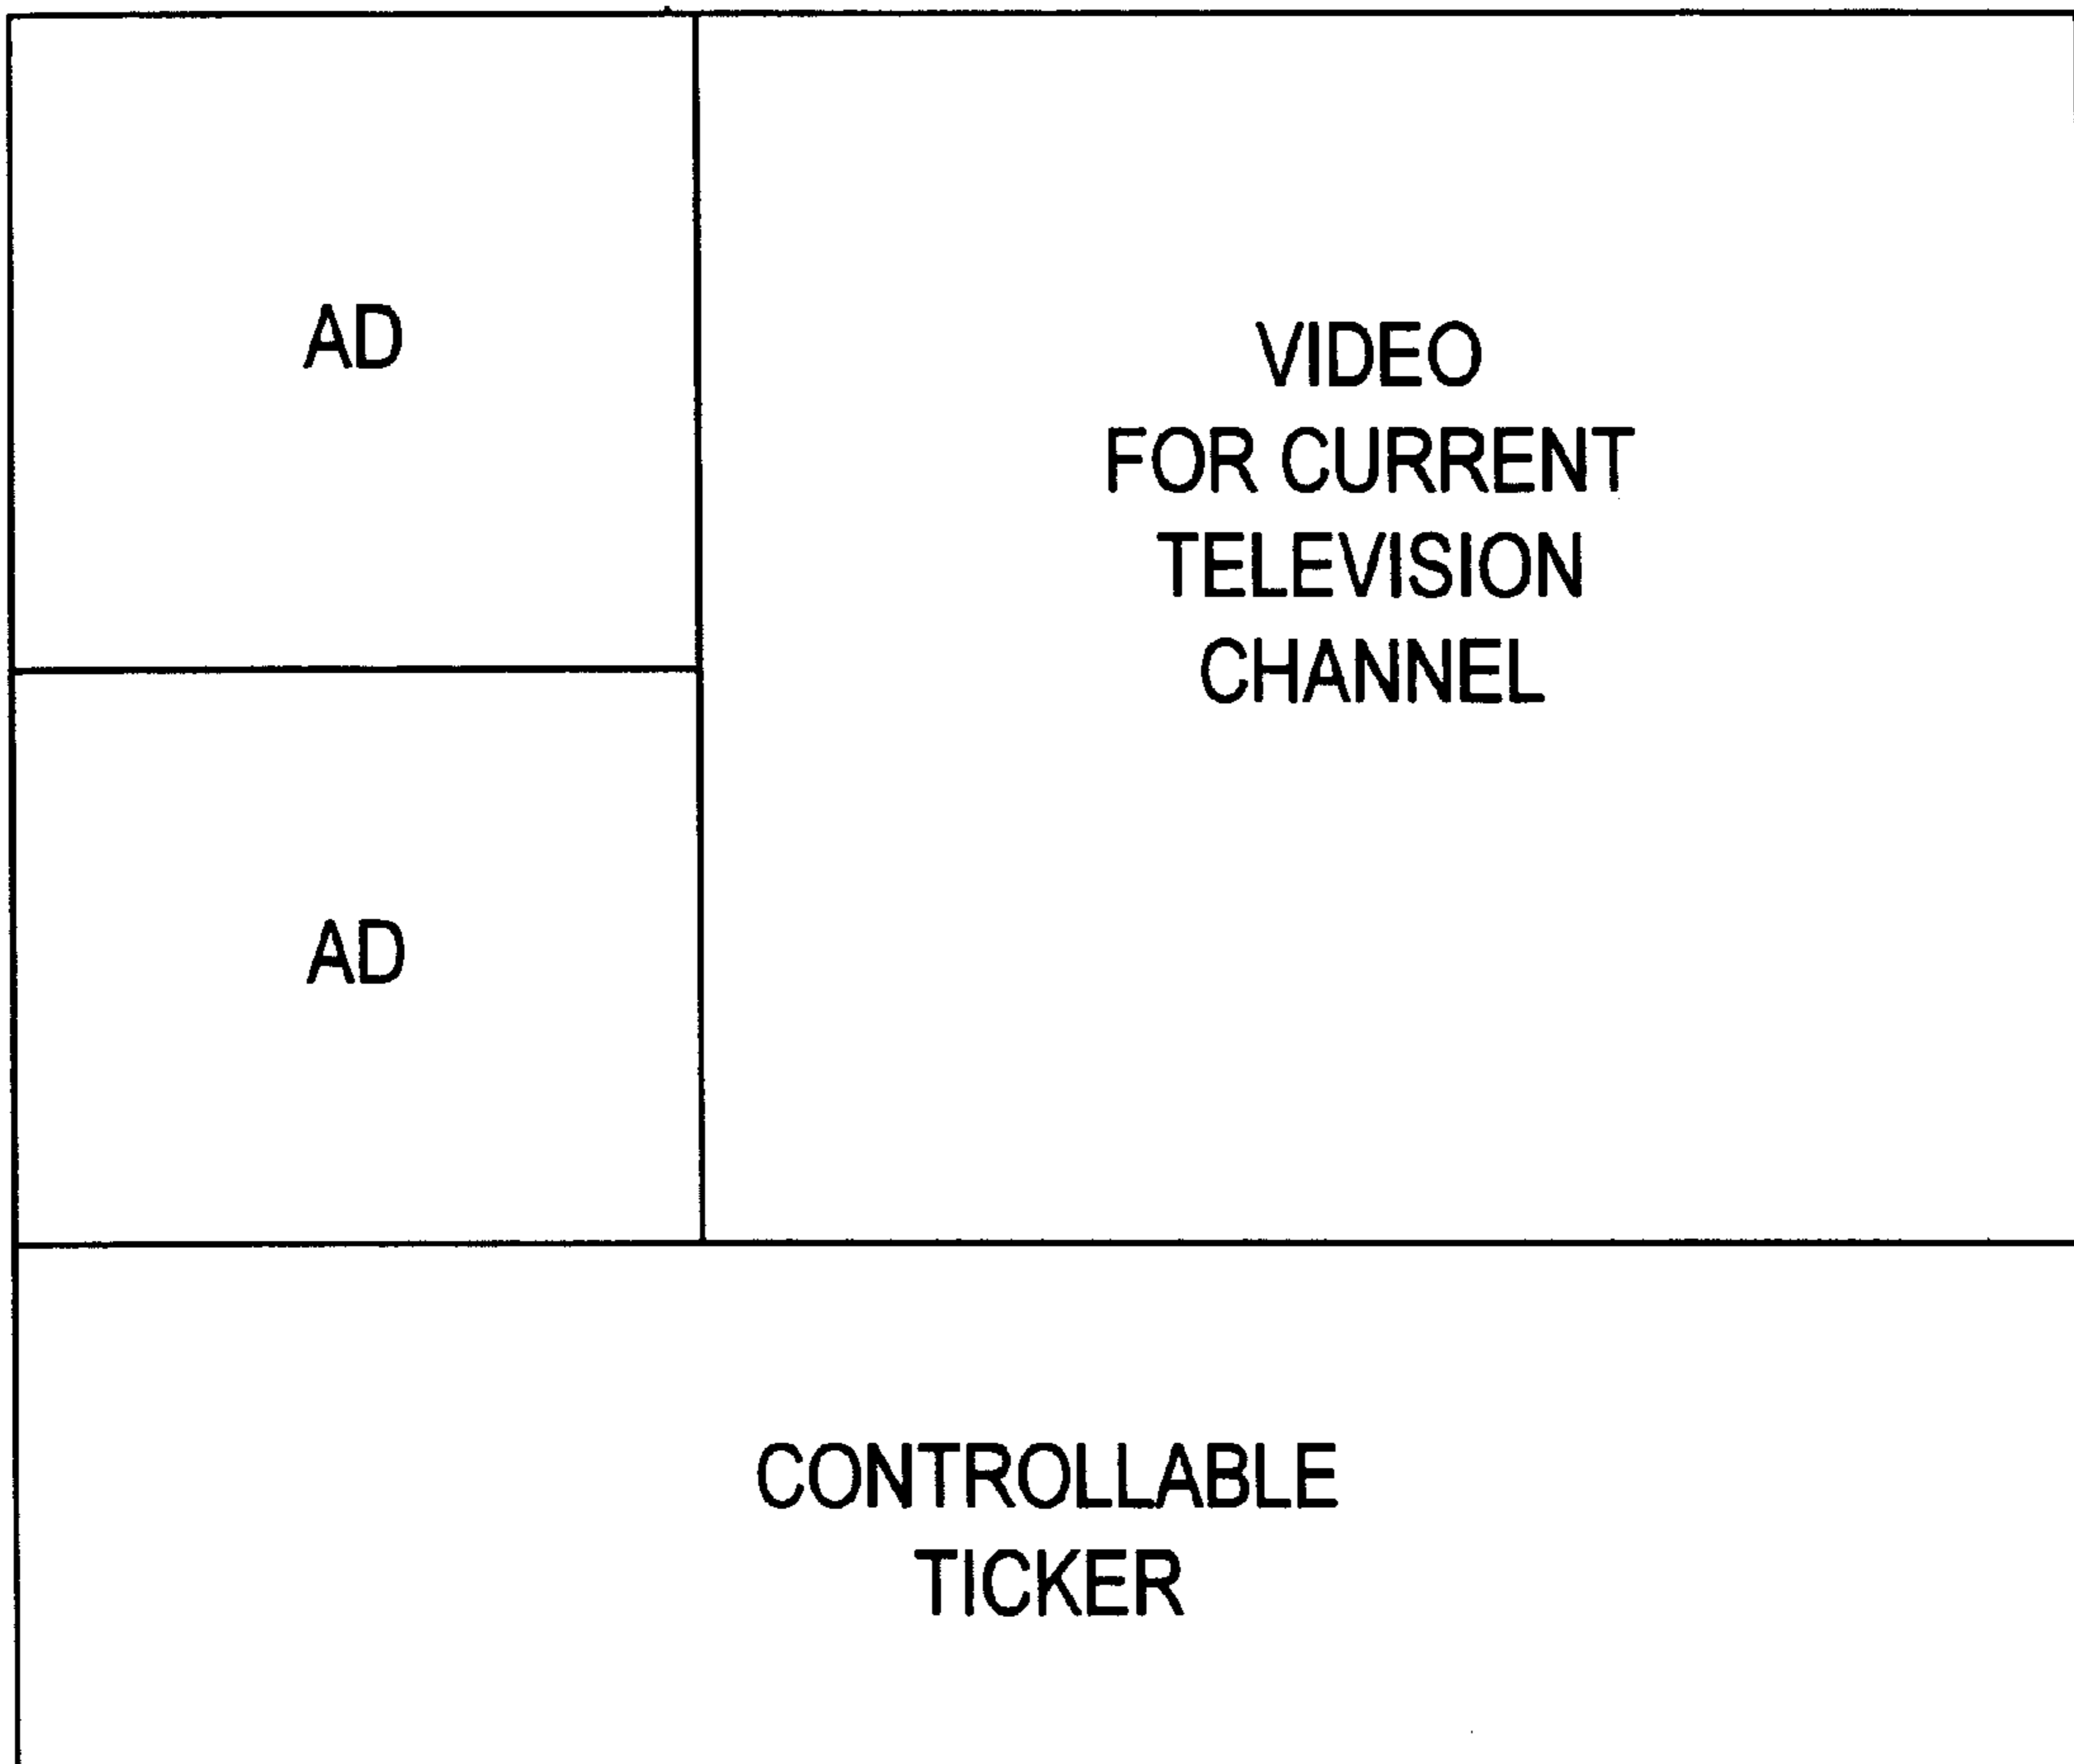 AD
VIDEO
FOR CURRENT
TELEVISION
CHANNEL
AD
CONTROLLABLE
TICKER